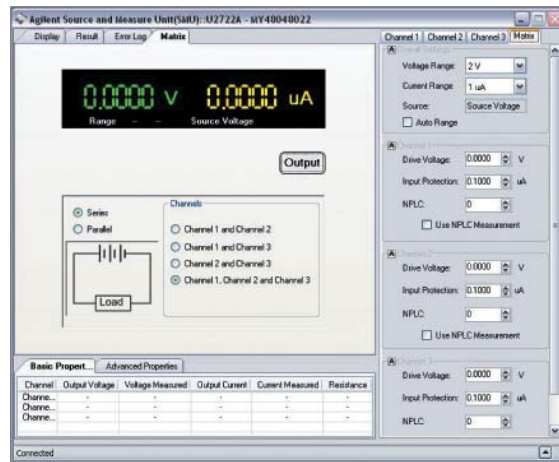 Agilent Source and Measure Unit(SMU)::U2722A - MY48040022
Display Result Error Log Matrix
0.0000 V 0.0000 uA
Range - - Source Voltage
Output
Series
Parallel
Load
Channels
Channel 1 and Channel 2
Channel 1 and Channel 3
Channel 2 and Channel 3
Channel 1, Channel 2 and Channel 3
Basic Propert... Advanced Properties
Channel Output Voltage Voltage Measured Output Current Current Measured Resistance
Channe... - - - - -
Channe... - - - - -
Channe... - - - - -
Connected
Channel 1 Channel 2 Channel 3 Matrix
Voltage Range: 2 V
Current Range: 1 uA
Source: Source Voltage
Auto Range
Channel 1
Drive Voltage: 0.0000 V
Input Protection: 0.1000 uA
NPLC: 0
Use NPLC Measurement
Channel 2
Drive Voltage: 0.0000 V
Input Protection: 0.1000 uA
NPLC: 0
Use NPLC Measurement
Channel 3
Drive Voltage: 0.0000 V
Input Protection: 0.1000 uA
NPLC: 0